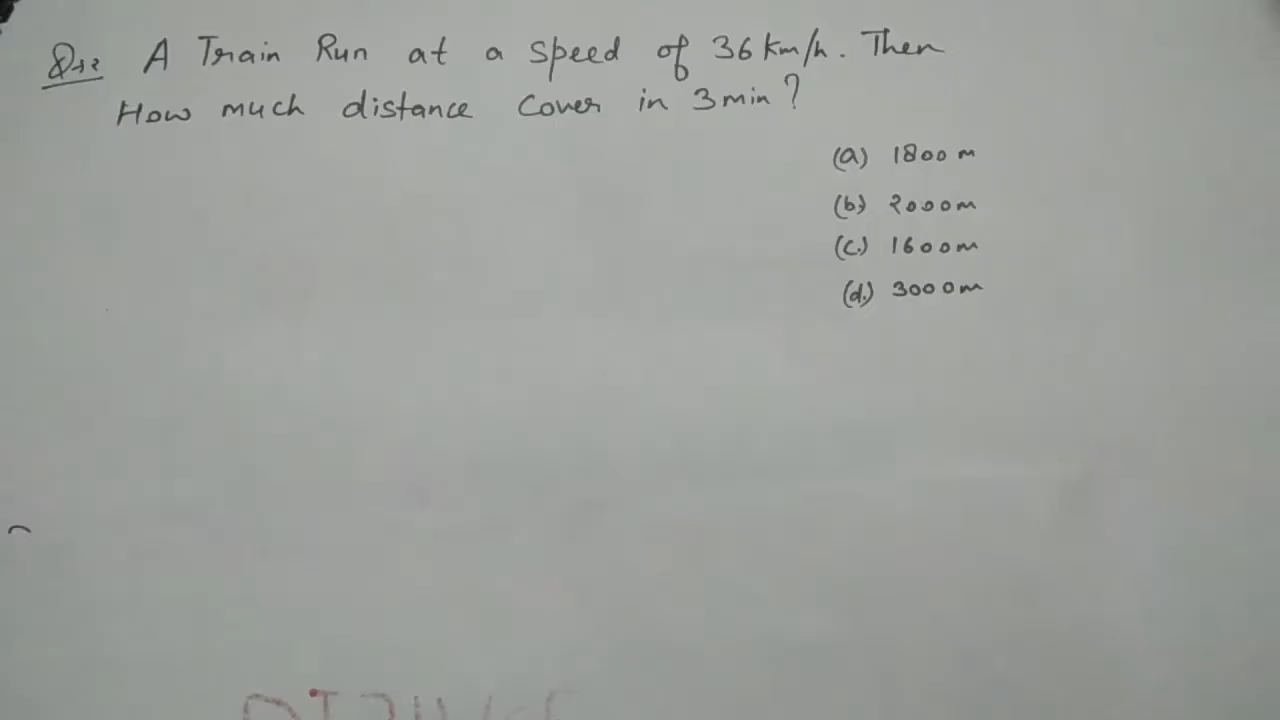 A Train Run at a speed of 36 km/h. Then
How much distance cover in 3 min ?
(a) 1800 m
(b) 2000 m
(c.) 1600 m
(d.) 3000 m